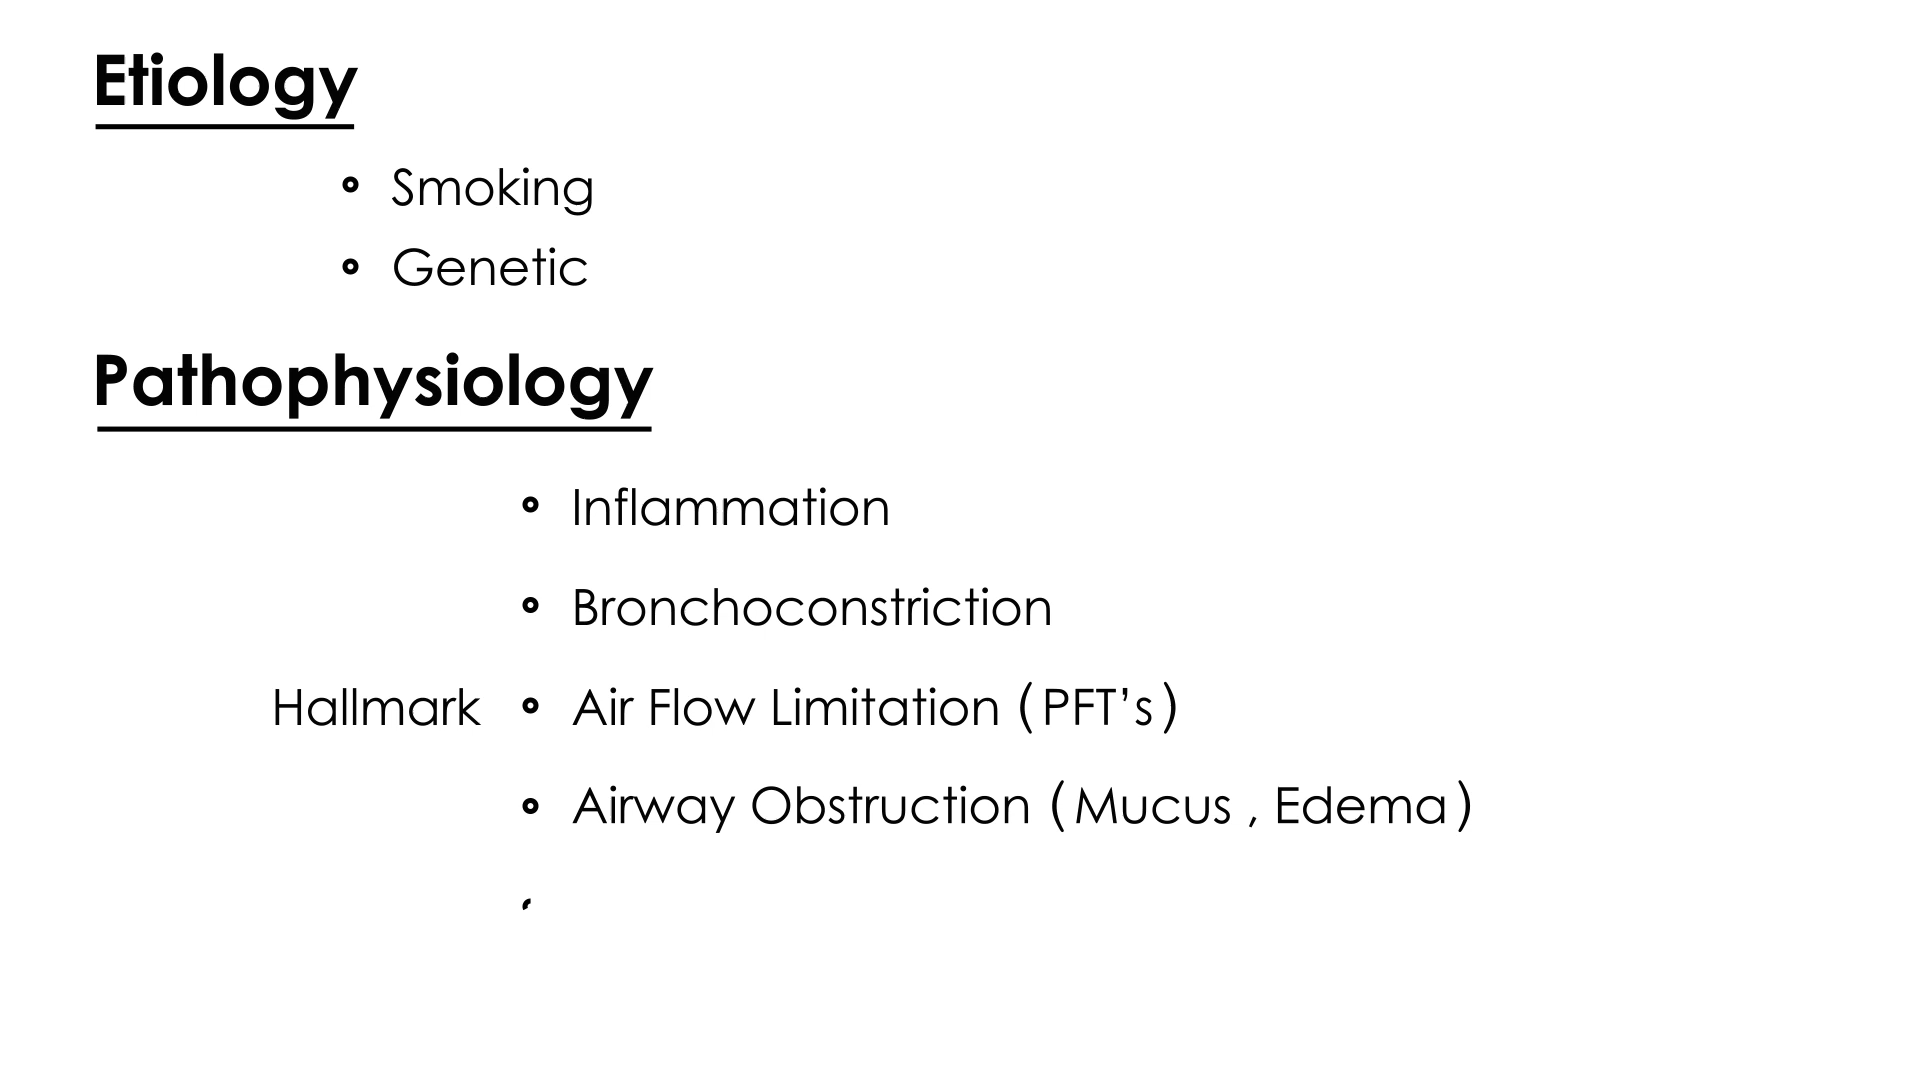 Etiology
• Smoking
• Genetic
Pathophysiology
• Inflammation
• Bronchoconstriction
Hallmark • Air Flow Limitation (PFT’s)
• Airway Obstruction (Mucus , Edema)